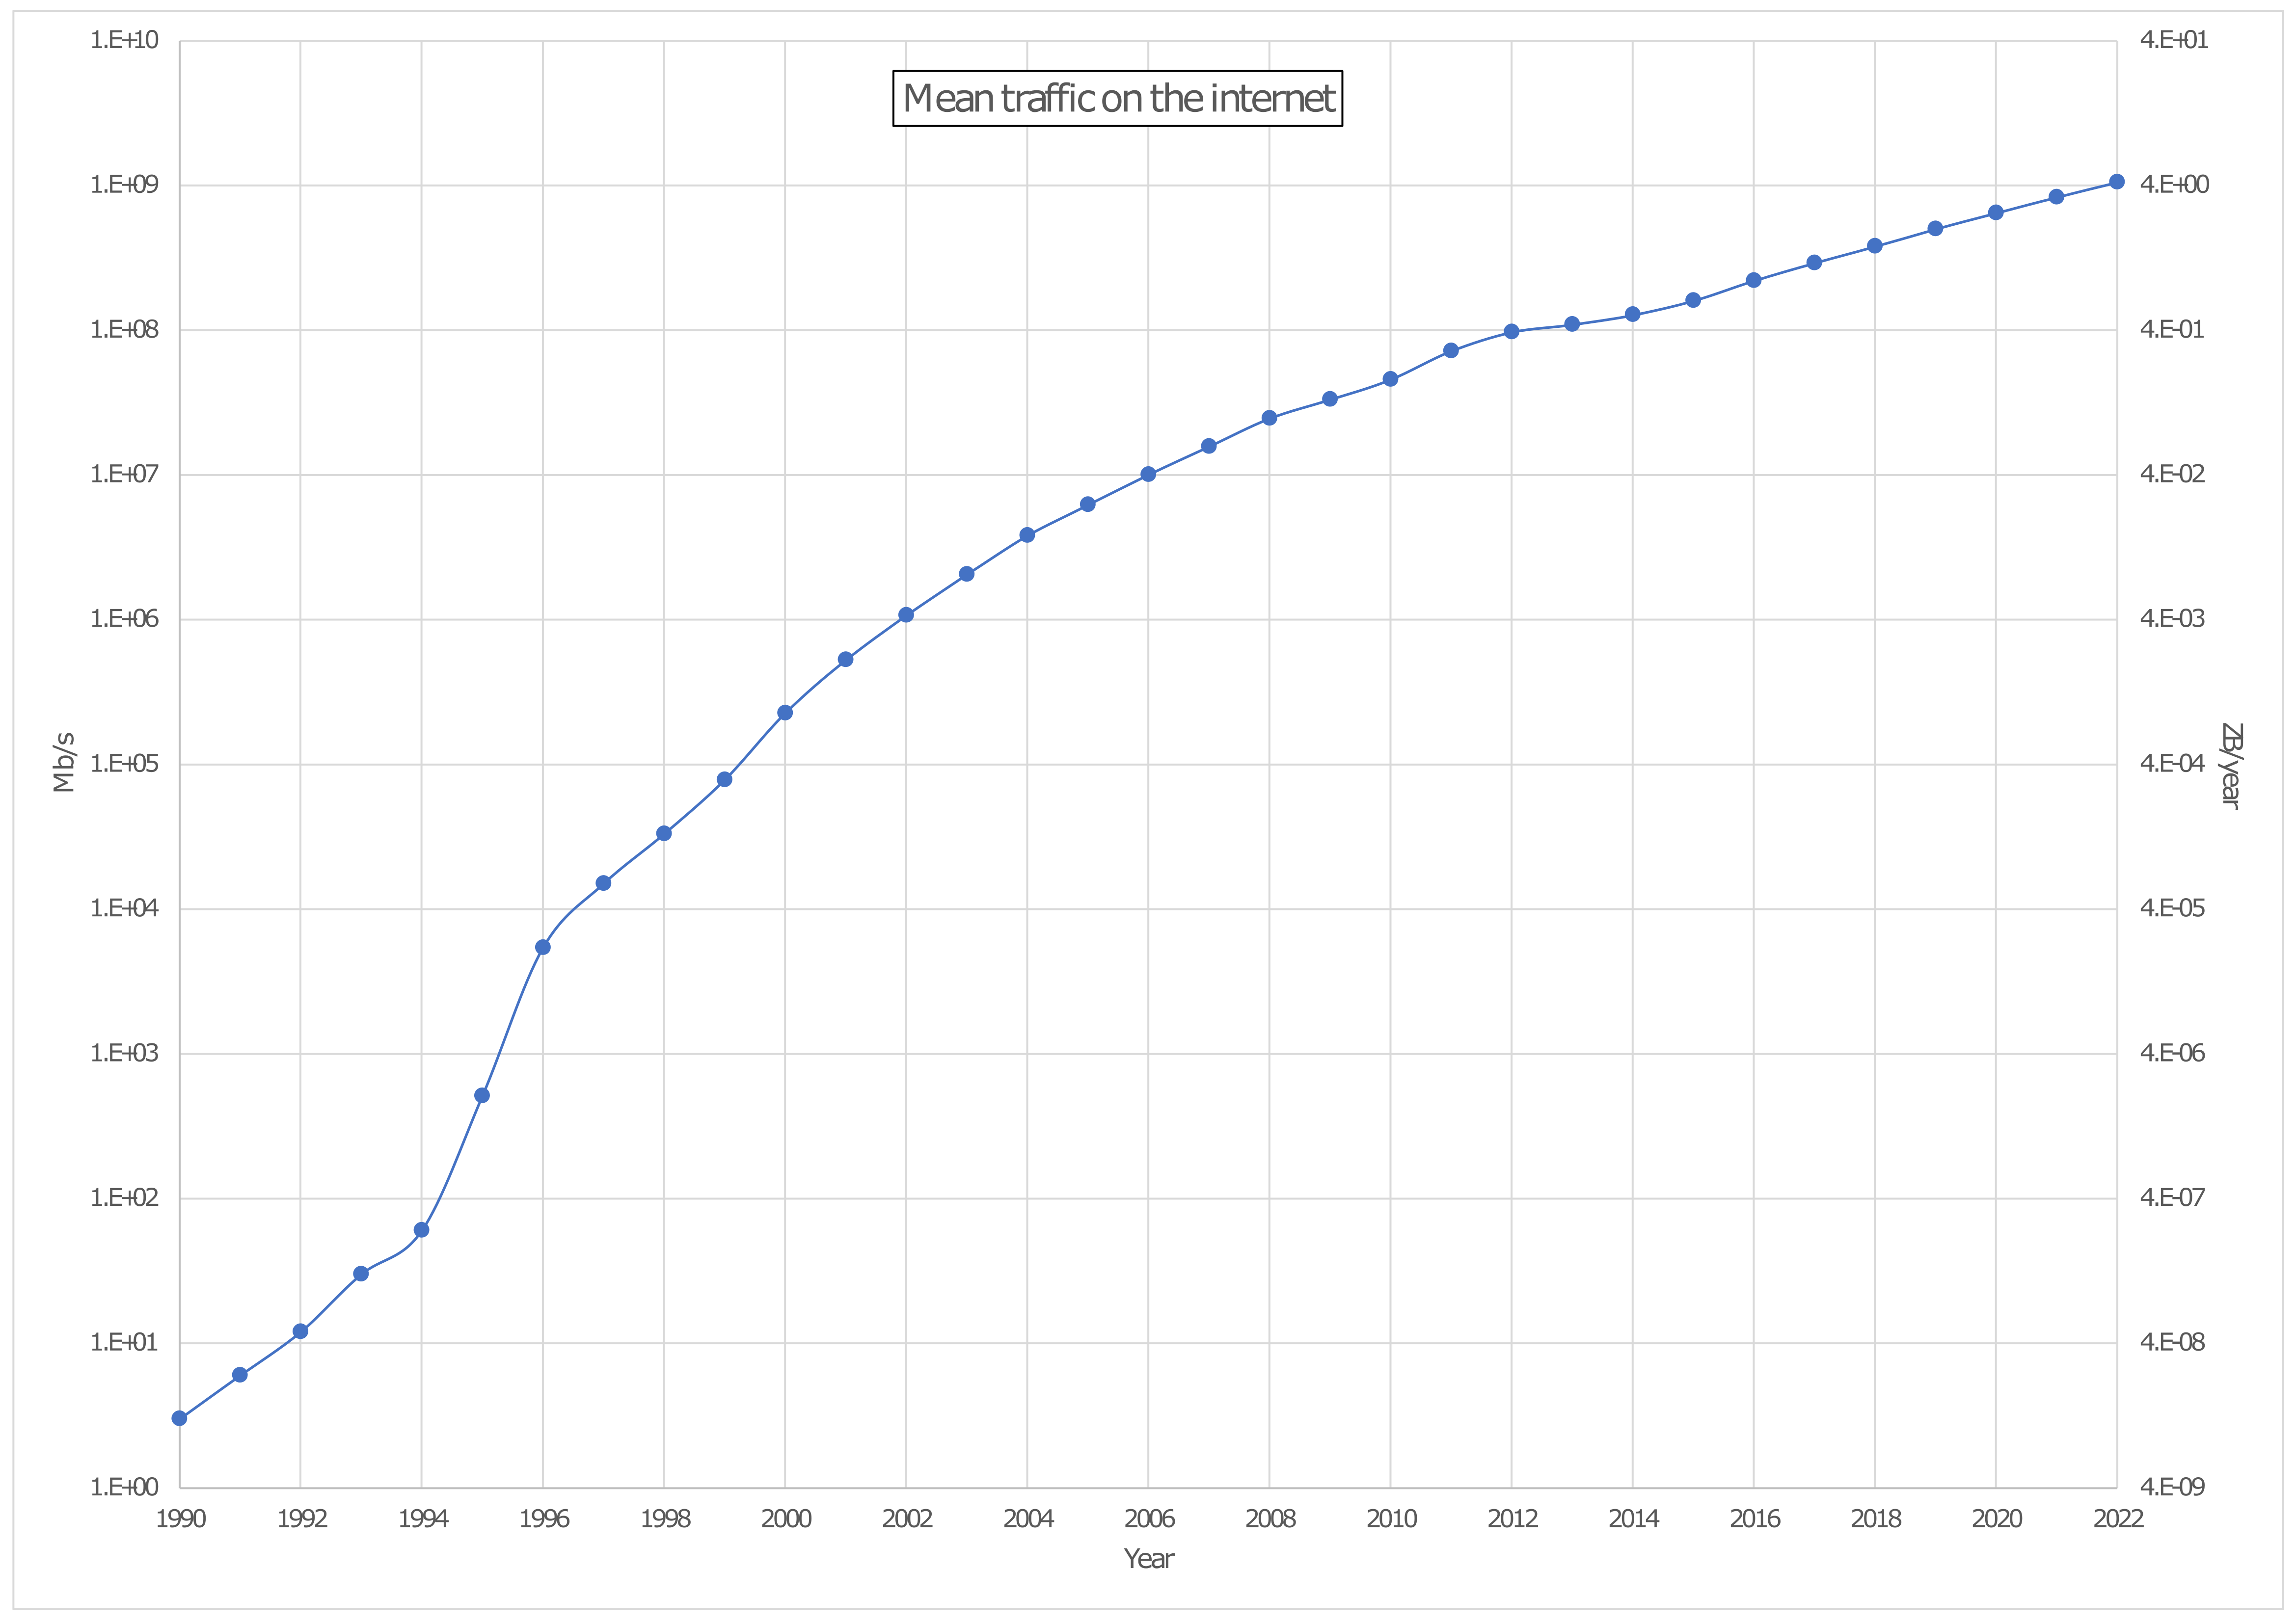 Mean traffic on the internet
1.E+10
1.E+09
1.E+08
1.E+07
1.E+06
1.E+05
1.E+04
1.E+03
1.E+02
1.E+01
1.E+00
Mb/s
4.E+01
4.E+00
4.E-01
4.E-02
4.E-03
4.E-04
4.E-05
4.E-06
4.E-07
4.E-08
4.E-09
ZB/year
1990 1992 1994 1996 1998 2000 2002 2004 2006 2008 2010 2012 2014 2016 2018 2020 2022
Year